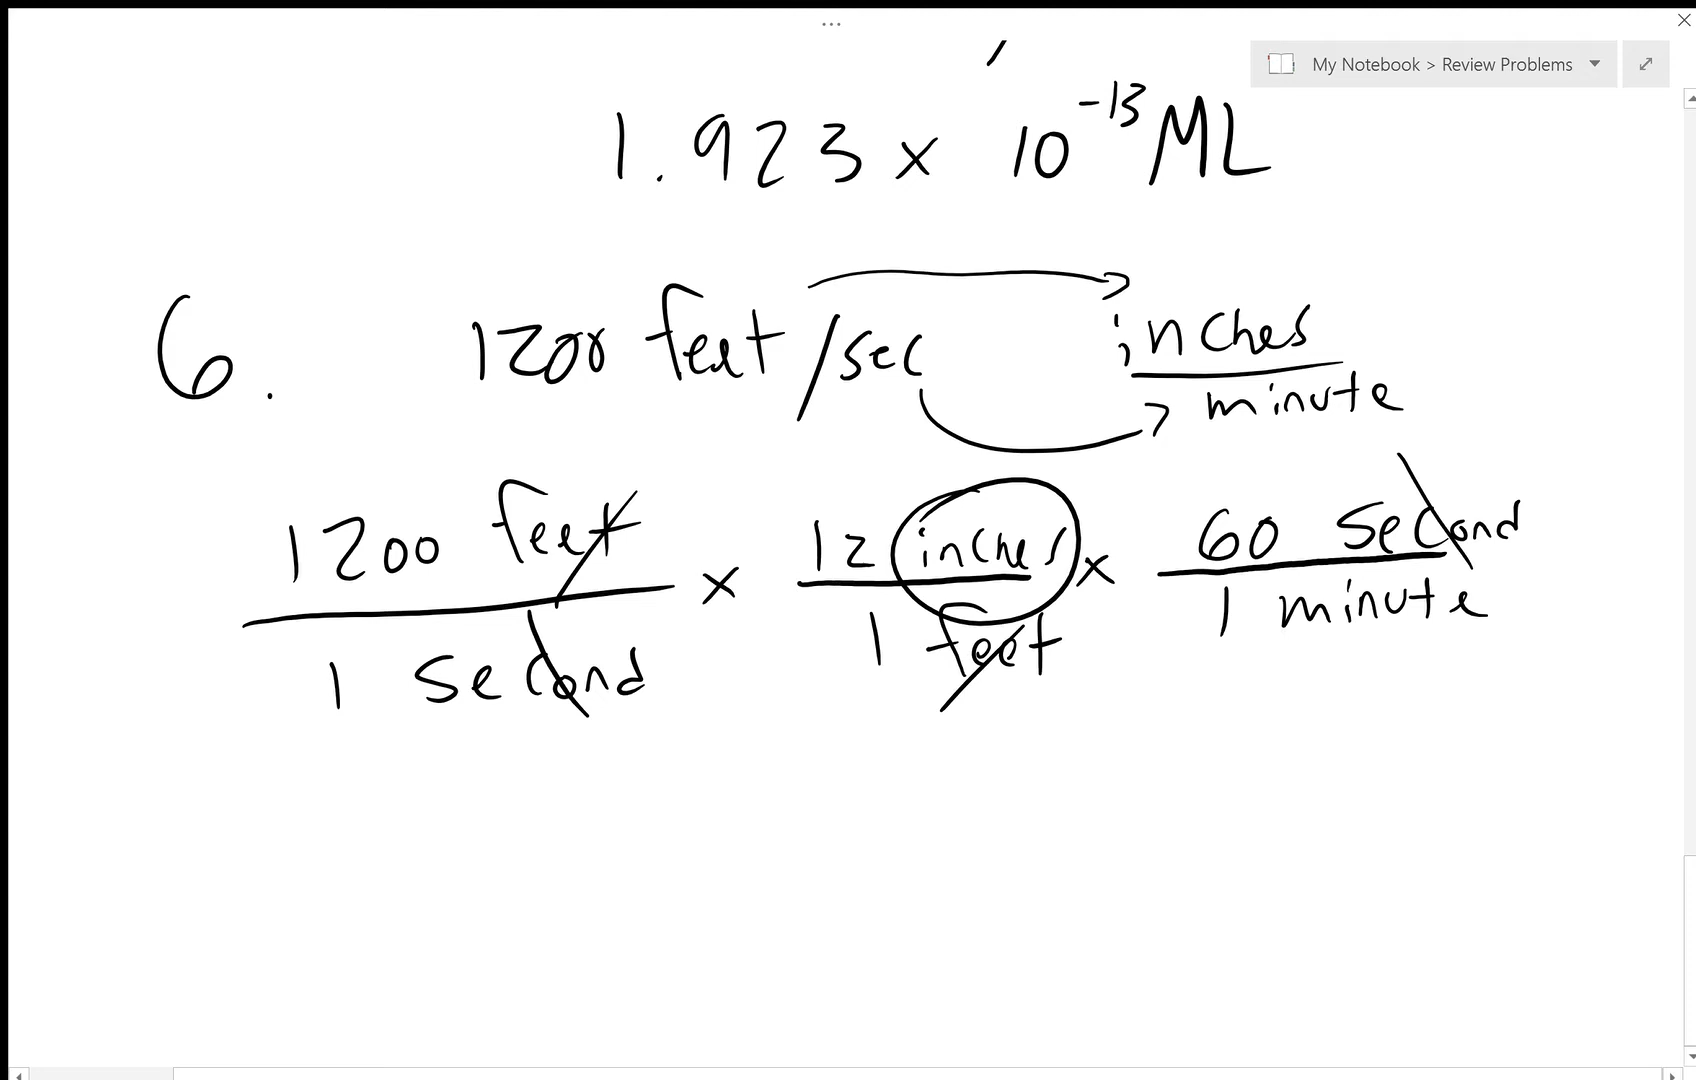 My Notebook > Review Problems
1.923 x 10^-13 ML
6. 1200 feet/sec inches
minute
1200 feet x 12 inches x 60 second
1 second 1 feet 1 minute